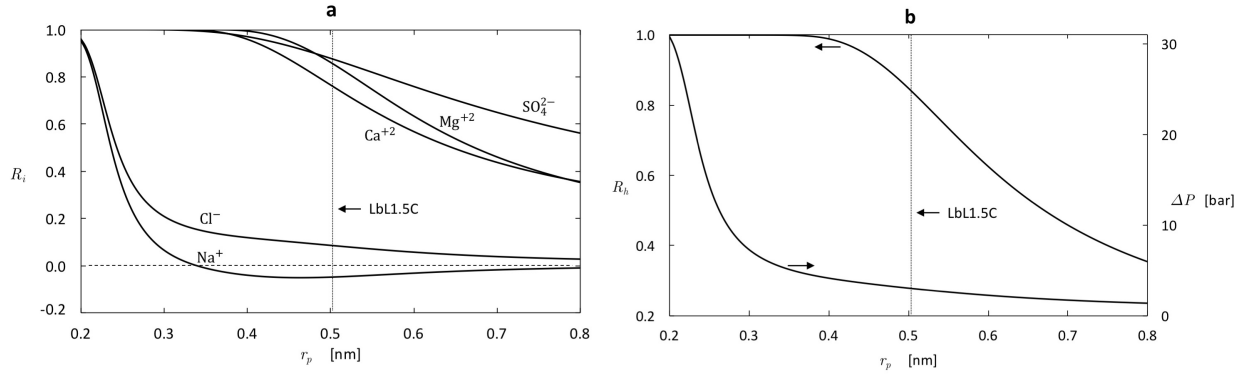 a
1.0
0.8
0.6
0.4
0.2
0.0
-0.2
R_i
SO₄²⁻
Mg⁺²
Ca⁺²
LbL1.5C
Cl⁻
Na⁺
0.2 0.3 0.4 0.5 0.6 0.7 0.8
r_p [nm]
b
1.0
0.8
0.6
0.4
0.2
R_h
LbL1.5C
30
20
10
0
ΔP [bar]
0.2 0.3 0.4 0.5 0.6 0.7 0.8
r_p [nm]